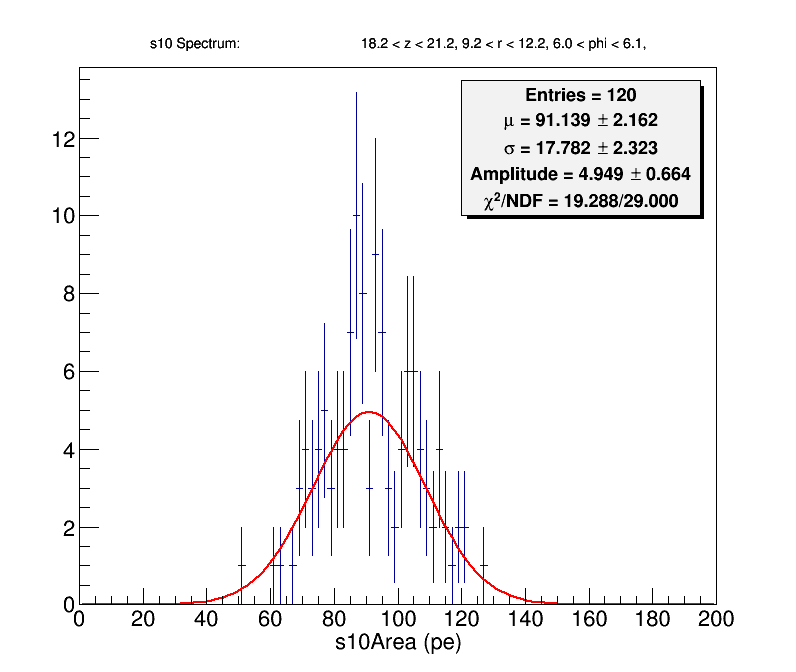 s10 Spectrum: 18.2 < z < 21.2, 9.2 < r < 12.2, 6.0 < phi < 6.1,
Entries = 120
μ = 91.139 ± 2.162
σ = 17.782 ± 2.323
Amplitude = 4.949 ± 0.664
χ²/NDF = 19.288/29.000
12
10
8
6
4
2
0
0 20 40 60 80 100 120 140 160 180 200
s10Area (pe)